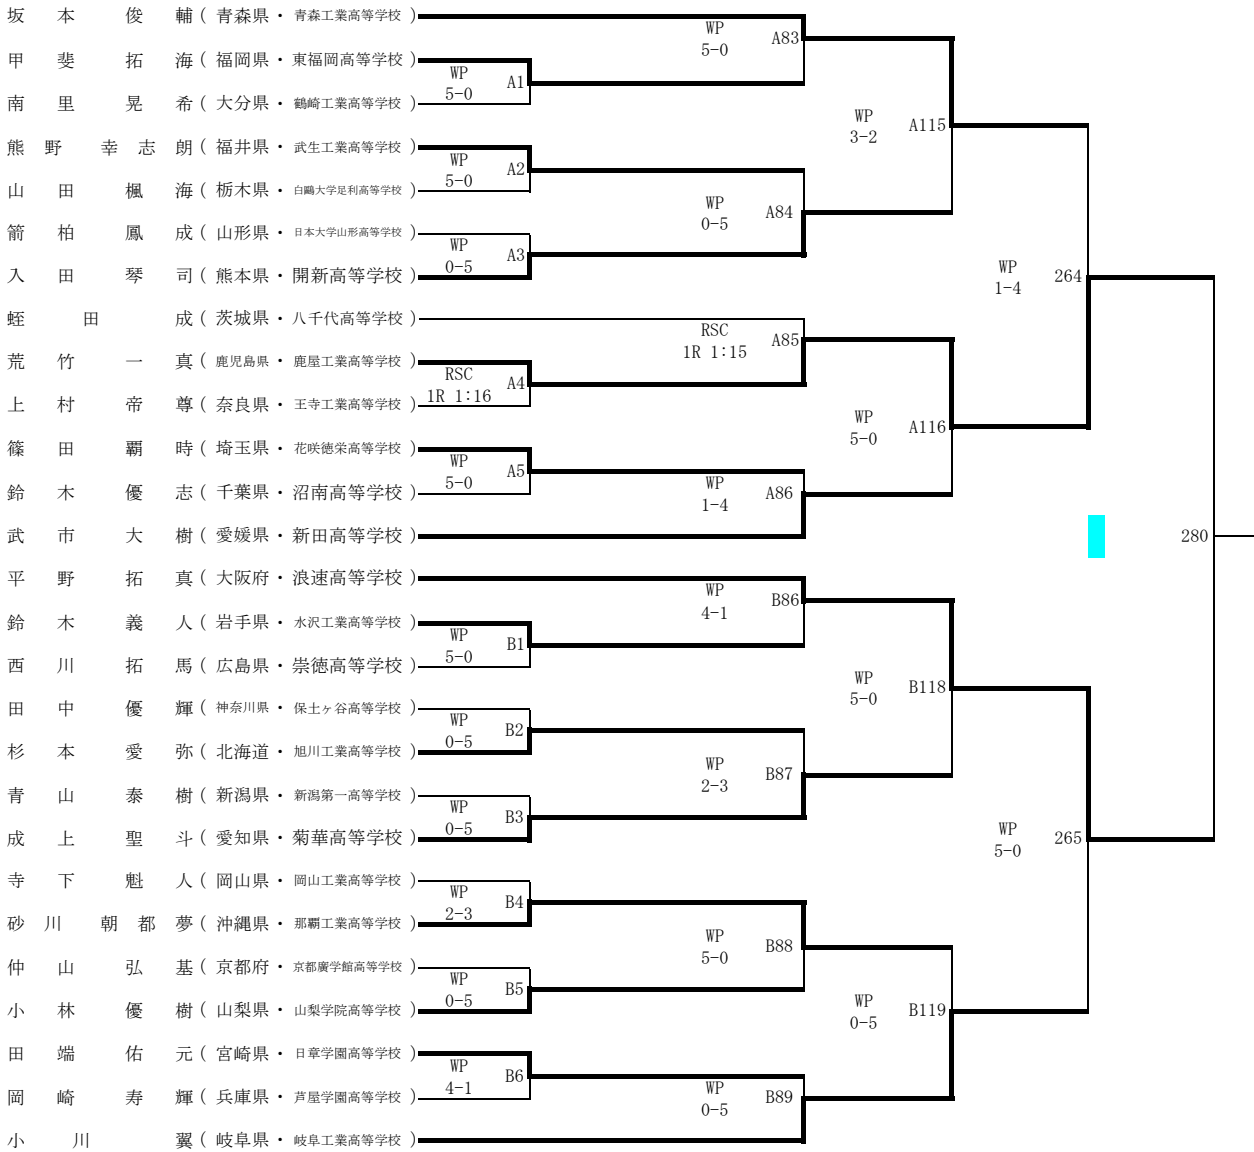 坂本俊輔(青森県・青森工業高等学校)
甲斐拓海(福岡県・東福岡高等学校)
南里晃希(大分県・鶴崎工業高等学校)
熊野幸志朗(福井県・武生工業高等学校)
山田楓海(栃木県・白鷗大学足利高等学校)
箭柏鳳成(山形県・日本大学山形高等学校)
入田琴司(熊本県・開新高等学校)
蛭田成(茨城県・八千代高等学校)
荒竹一真(鹿児島県・鹿屋工業高等学校)
上村帝尊(奈良県・王寺工業高等学校)
篠田覇時(埼玉県・花咲徳栄高等学校)
鈴木優志(千葉県・沼南高等学校)
武市大樹(愛媛県・新田高等学校)
平野拓真(大阪府・浪速高等学校)
鈴木義人(岩手県・水沢工業高等学校)
西川拓馬(広島県・崇徳高等学校)
田中優輝(神奈川県・保土ヶ谷高等学校)
杉本愛弥(北海道・旭川工業高等学校)
青山泰樹(新潟県・新潟第一高等学校)
成上聖斗(愛知県・菊華高等学校)
寺下魁人(岡山県・岡山工業高等学校)
砂川朝都夢(沖縄県・那覇工業高等学校)
仲山弘基(京都府・京都廣学館高等学校)
小林優樹(山梨県・山梨学院高等学校)
田端佑元(宮崎県・日章学園高等学校)
岡崎寿輝(兵庫県・芦屋学園高等学校)
小川翼(岐阜県・岐阜工業高等学校)
WP
5-0
A1
WP
5-0
A2
WP
0-5
A3
RSC
1R 1:16
A4
WP
5-0
A5
WP
5-0
B1
WP
0-5
B2
WP
0-5
B3
WP
2-3
B4
WP
0-5
B5
WP
4-1
B6
WP
5-0
A83
WP
0-5
A84
RSC
1R 1:15
A85
WP
1-4
A86
WP
4-1
B86
WP
2-3
B87
WP
5-0
B88
WP
0-5
B89
WP
3-2
A115
WP
5-0
A116
WP
5-0
B118
WP
0-5
B119
WP
1-4
264
WP
5-0
265
280